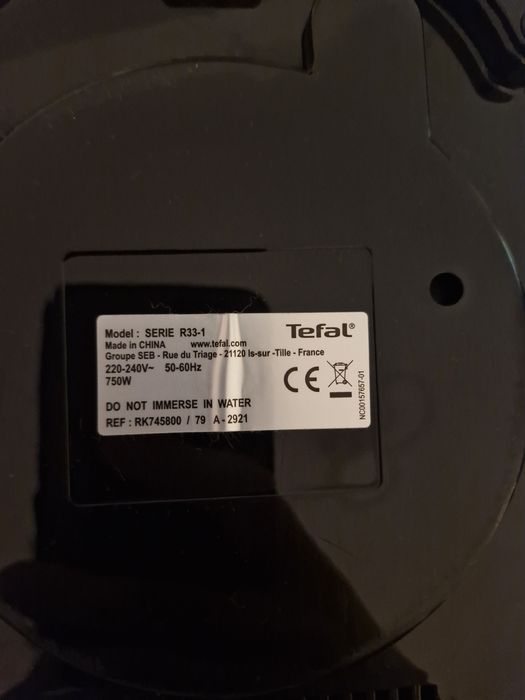 Tefal®
Model : SERIE R33-1
Made in CHINA www.tefal.com
Groupe SEB - Rue du Triage - 21120 Is-sur -Tille - France
220-240V~ 50-60Hz
750W
CE
DO NOT IMMERSE IN WATER
REF : RK745800 / 79 A - 2921
NC00157657-01